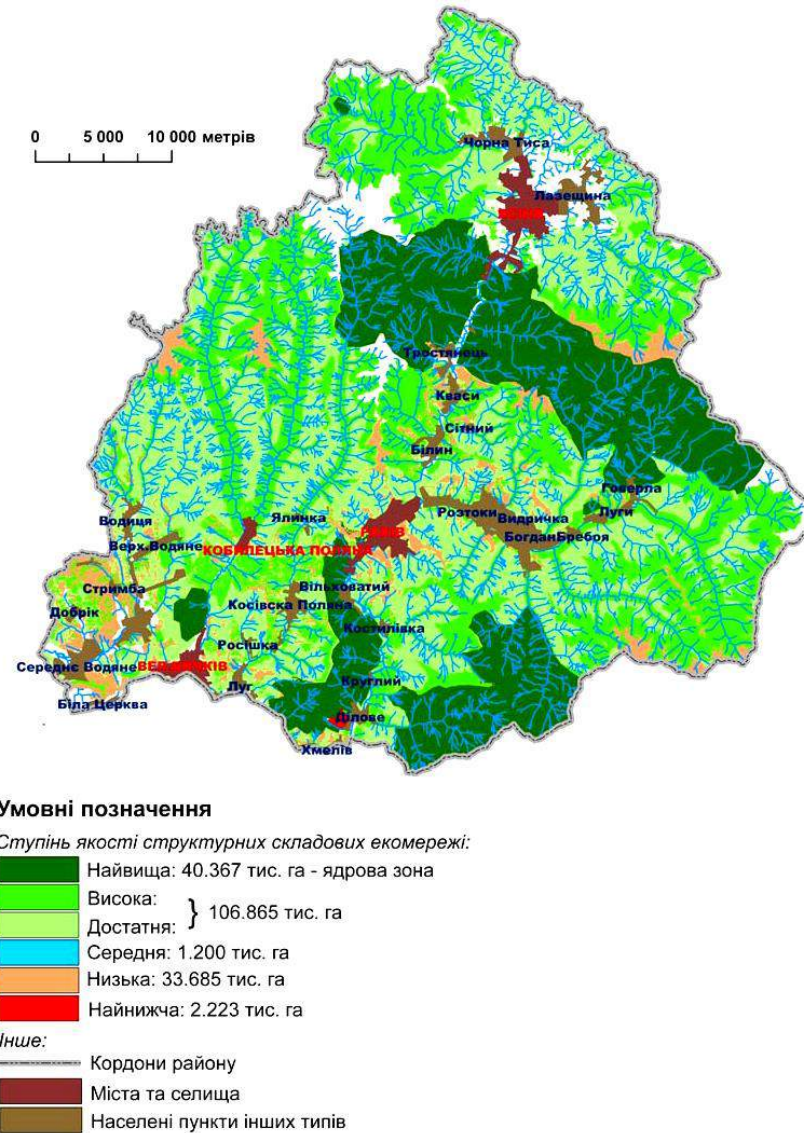 0 5 000 10 000 метрів
Чорна Тиса
Лазещина
Тростянець
Кваси
Сітний
Білин
Говерла
Розтоки
Луги
Видричка
Богдан
Бребоя
Водиця
Ялинка
Верх.Водяне
КОБИЛЕЦЬКА ПОЛЯНА
Стримба
Вільховатий
Добрік
Косівска Поляна
Костилівка
Росішка
Середнє Водяне
Луг
Круглий
Біла Церква
Ділове
Хмелів
Умовні позначення
Ступінь якості структурних складових екомережі:
Найвища: 40.367 тис. га - ядрова зона
Висока:
} 106.865 тис. га
Достатня:
Середня: 1.200 тис. га
Низька: 33.685 тис. га
Найнижча: 2.223 тис. га
Інше:
Кордони району
Міста та селища
Населені пункти інших типів